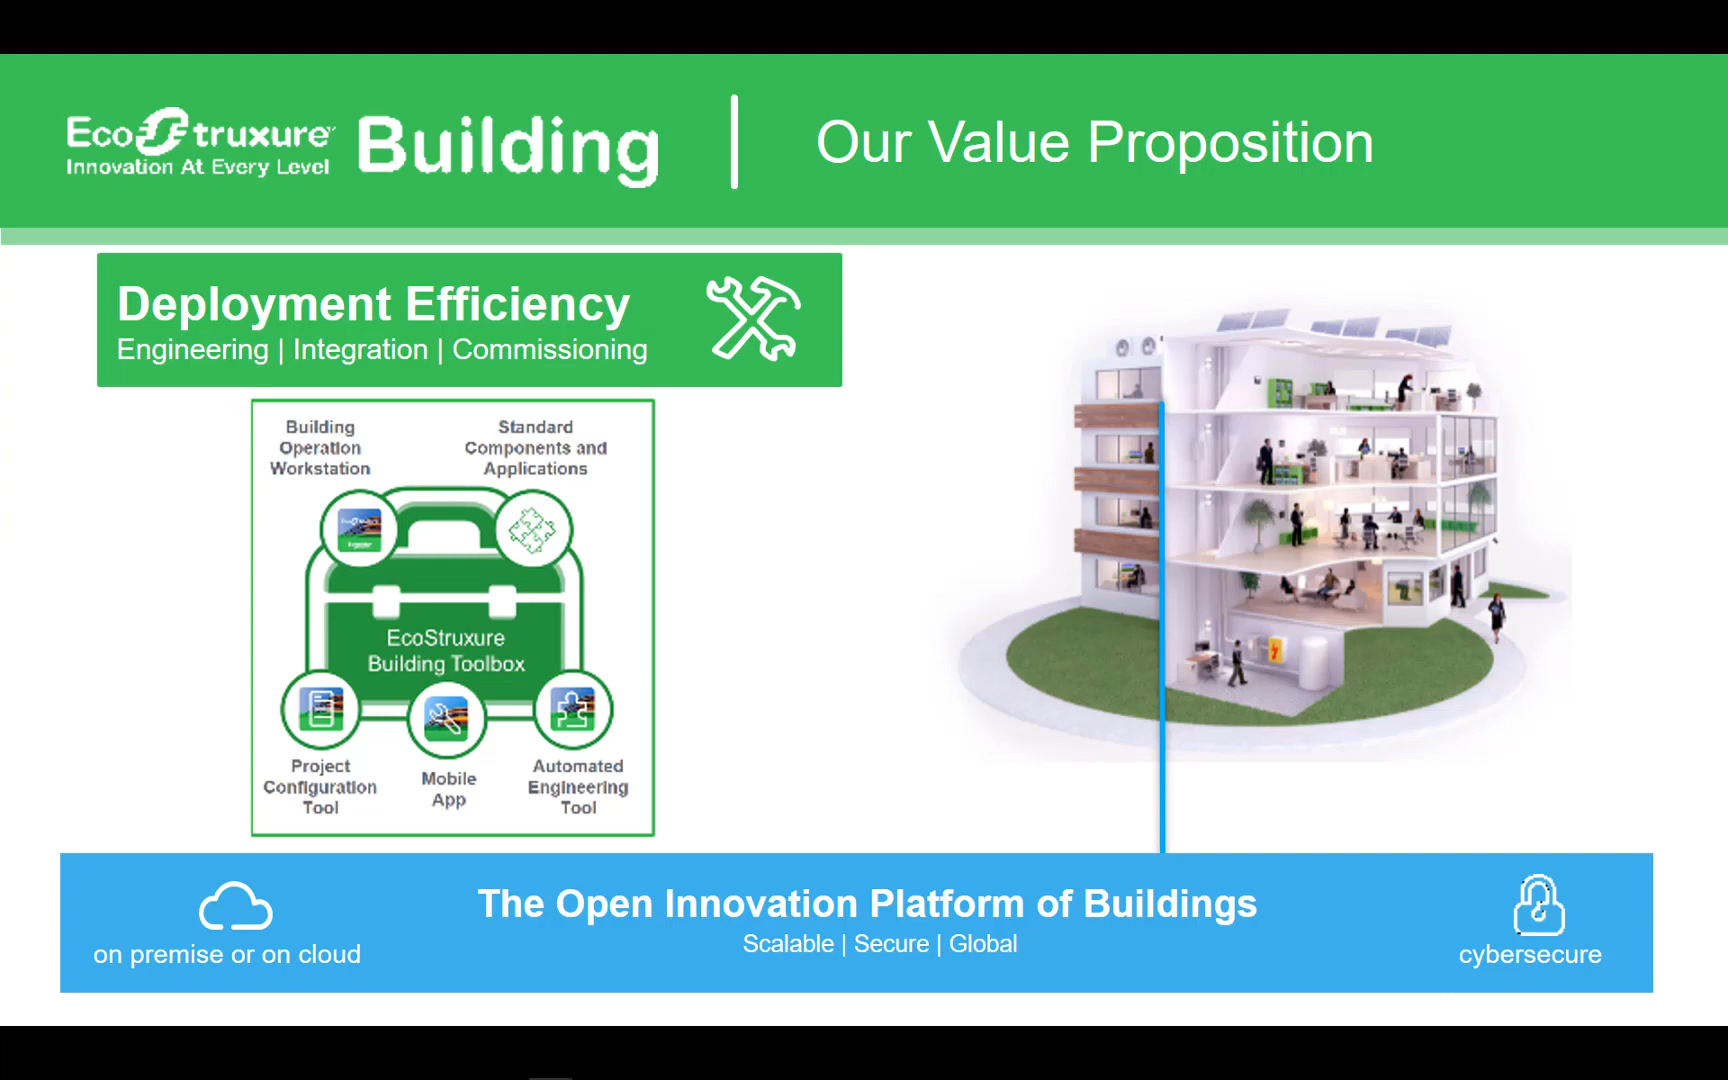 EcoStruxure™
Innovation At Every Level
Building
Our Value Proposition
Deployment Efficiency
Engineering | Integration | Commissioning
Building
Operation
Workstation
Standard
Components and
Applications
EcoStruxure
Building Toolbox
Project
Configuration
Tool
Mobile
App
Automated
Engineering
Tool
The Open Innovation Platform of Buildings
Scalable | Secure | Global
on premise or on cloud
cybersecure